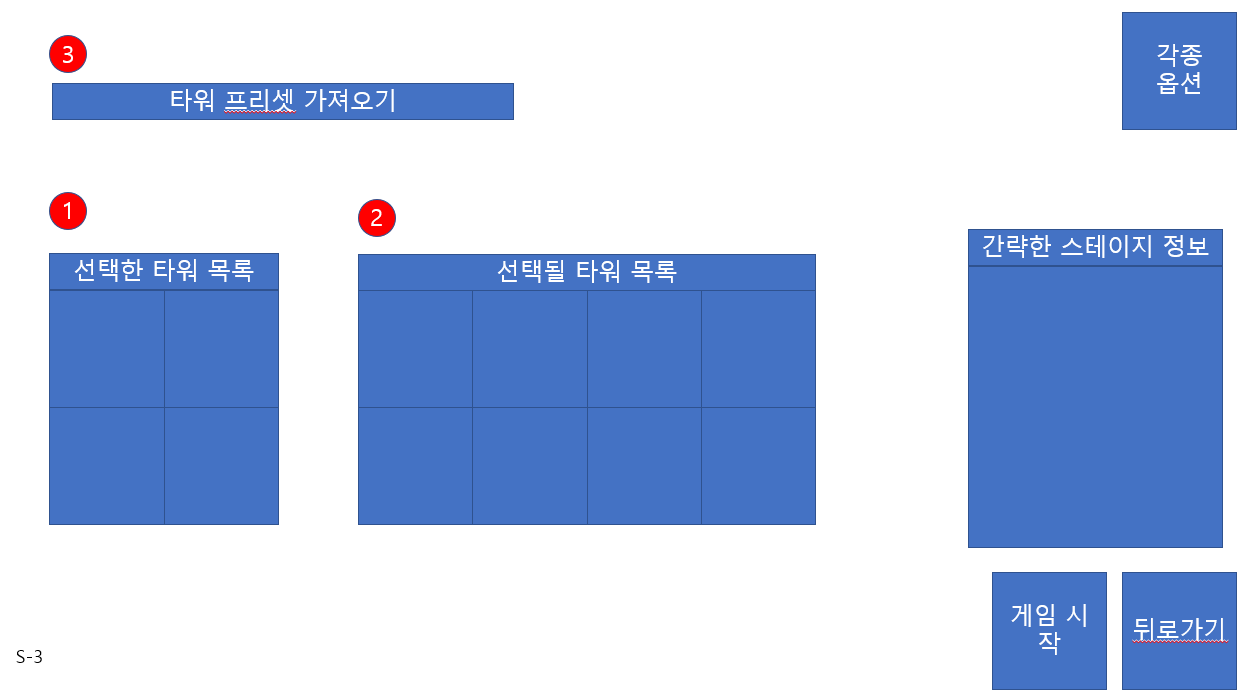 3
타워 프리셋 가져오기
각종
옵션
1
2
선택한 타워 목록
선택될 타워 목록
간략한 스테이지 정보
게임 시
작
뒤로가기
S-3